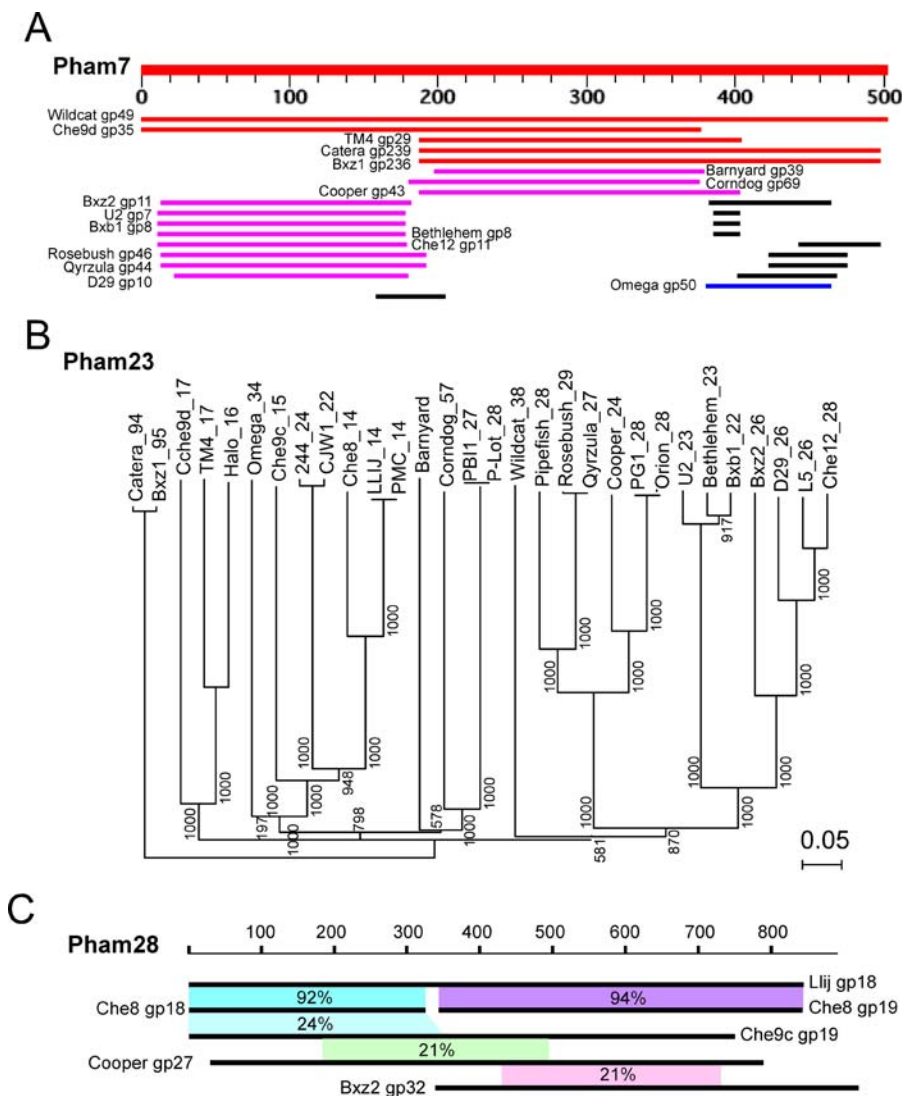 A
Pham7
0 100 200 300 400 500
Wildcat gp49
Che9d gp35
TM4 gp29
Catera gp239
Bxz1 gp236
Barnyard gp39
Corndog gp69
Cooper gp43
Bxz2 gp11
U2 gp7
Bxb1 gp8
Bethlehem gp8
Che12 gp11
Rosebush gp46
Qyrzula gp44
D29 gp10
Omega gp50
B
Pham23
Catera_94
Bxz1_95
Cche9d_17
TM4_17
Halo_16
Omega_34
Che9c_15
244_24
CJW1_22
Che8_14
LLIJ_14
PMC_14
Barnyard
Corndog_57
PBI1_27
P-Lot_28
Wildcat_38
Pipefish_28
Rosebush_29
Qyrzula_27
Cooper_24
PG1_28
Orion_28
U2_23
Bethlehem_23
Bxb1_22
Bxz2_26
D29_26
L5_26
Che12_28
917
1000
1000
1000
1000
1000
1000
1000
1000
1000
1000
948
1000
1000
1000
1000
1000
1000
1000
1000
197
1000
798
578
581
870
0.05
C
Pham28
100 200 300 400 500 600 700 800
Llij gp18
92% 94%
Che8 gp18
Che8 gp19
24%
Che9c gp19
21%
Cooper gp27
21%
Bxz2 gp32